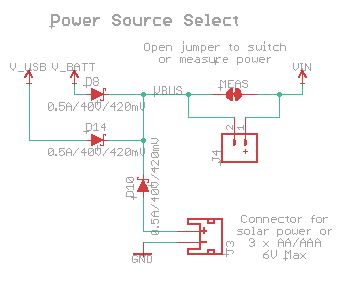 Power Source Select
Open jumper to switch
or measure power
V_USB V_BATT D8 VBUS MEAS VIN
0.5A/40V/420mV
D14
0.5A/40V/420mV
2 1
J4
D10
0.5A/40V/420mV
Connector for
solar power or
3 x AA/AAA
6V Max
+
-
J3
GND